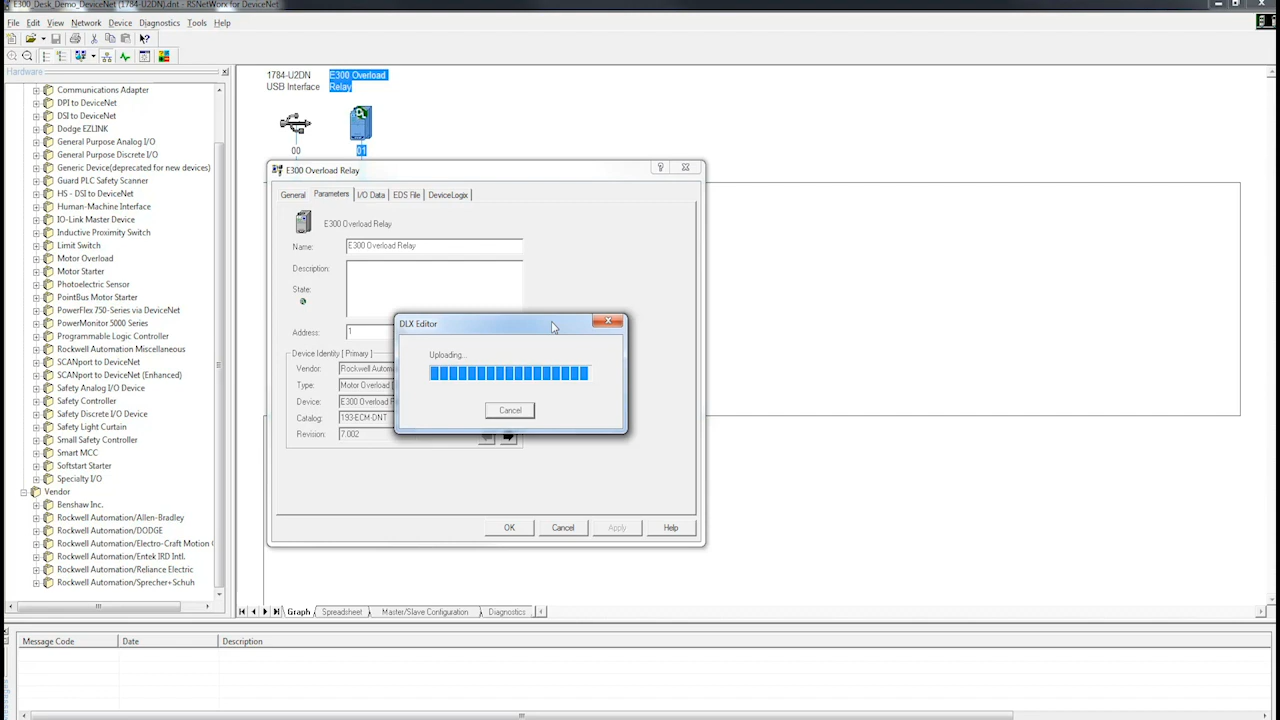 E300_Desk_Demo_DeviceNet (1784-U2DN).dnt - RSNetWorx for DeviceNet
File Edit View Network Device Diagnostics Tools Help
Hardware
Communications Adapter
DPI to DeviceNet
DSI to DeviceNet
Dodge EZLINK
General Purpose Analog I/O
General Purpose Discrete I/O
Generic Device(deprecated for new devices)
Guard PLC Safety Scanner
HS - DSI to DeviceNet
Human-Machine Interface
IO-Link Master Device
Inductive Proximity Switch
Limit Switch
Motor Overload
Motor Starter
Photoelectric Sensor
PointBus Motor Starter
PowerFlex 750-Series via DeviceNet
PowerMonitor 5000 Series
Programmable Logic Controller
Rockwell Automation Miscellaneous
SCANport to DeviceNet
SCANport to DeviceNet (Enhanced)
Safety Analog I/O Device
Safety Controller
Safety Discrete I/O Device
Safety Light Curtain
Small Safety Controller
Smart MCC
Softstart Starter
Specialty I/O
Vendor
Benshaw Inc.
Rockwell Automation/Allen-Bradley
Rockwell Automation/DODGE
Rockwell Automation/Electro-Craft Motion
Rockwell Automation/Entek IRD Intl.
Rockwell Automation/Reliance Electric
Rockwell Automation/Sprecher+Schuh
1784-U2DN
USB Interface
E300 Overload
Relay
00
01
E300 Overload Relay
General Parameters I/O Data EDS File DeviceLogix
E300 Overload Relay
Name: E300 Overload Relay
Description:
State:
Address: 1
Device Identity [ Primary ]
Vendor: Rockwell Automa
Type: Motor Overload
Device: E300 Overload R
Catalog: 193-ECM-DNT
Revision: 7.002
DLX Editor
Uploading...
Cancel
OK Cancel Apply Help
Graph Spreadsheet Master/Slave Configuration Diagnostics
Message Code Date Description